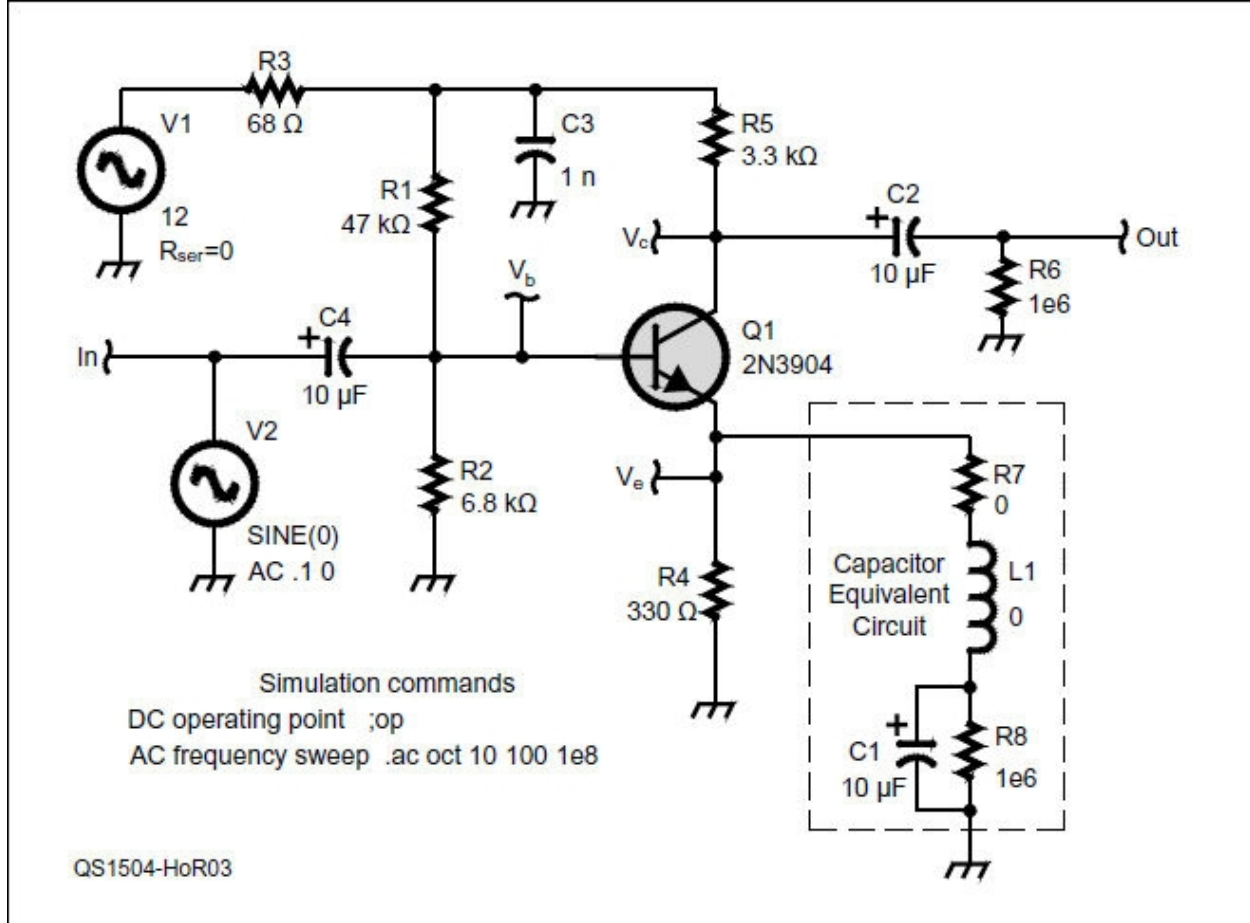 R3
68 Ω
V1
12
Rser=0
R1
47 kΩ
C3
1 n
R5
3.3 kΩ
Vc
C2
+
10 µF
Out
R6
1e6
Vb
In
C4
+
10 µF
Q1
2N3904
V2
SINE(0)
AC .1 0
R2
6.8 kΩ
Ve
R4
330 Ω
R7
0
L1
0
Capacitor
Equivalent
Circuit
C1
+
10 µF
R8
1e6
Simulation commands
DC operating point ;op
AC frequency sweep .ac oct 10 100 1e8
QS1504-HoR03